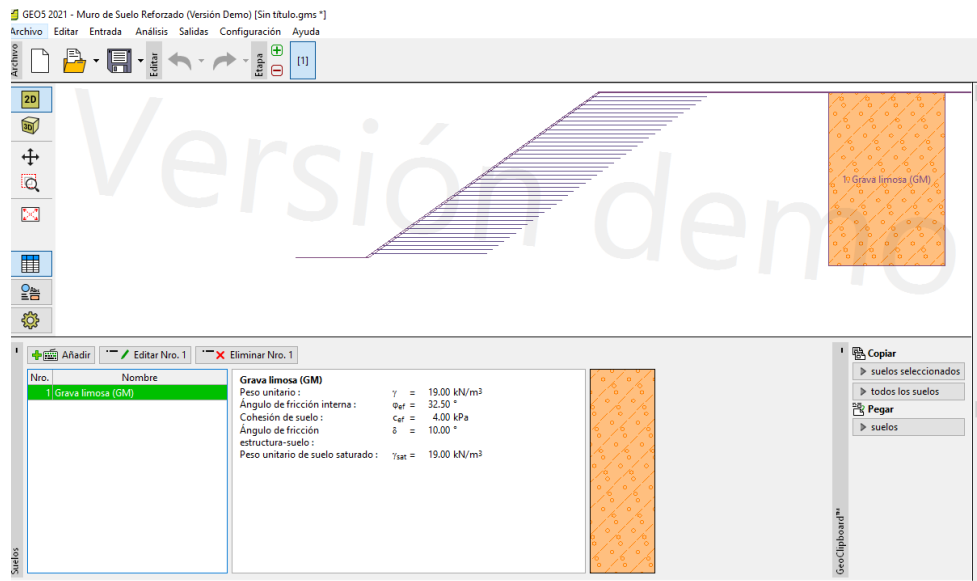 GEO5 2021 - Muro de Suelo Reforzado (Versión Demo) [Sin título.gms *]
Archivo Editar Entrada Análisis Salidas Configuración Ayuda
Archivo
Editar
Etapa
[1]
2D
3D
Versión demo
1. Grava limosa (GM)
Añadir Editar Nro. 1 Eliminar Nro. 1
Nro. Nombre
1 Grava limosa (GM)
Grava limosa (GM)
Peso unitario : γ = 19.00 kN/m3
Ángulo de fricción interna : φef = 32.50 °
Cohesión de suelo : cef = 4.00 kPa
Ángulo de fricción δ = 10.00 °
estructura-suelo :
Peso unitario de suelo saturado : γsat = 19.00 kN/m3
Suelos
GeoClipboard™
Copiar
suelos seleccionados
todos los suelos
Pegar
suelos